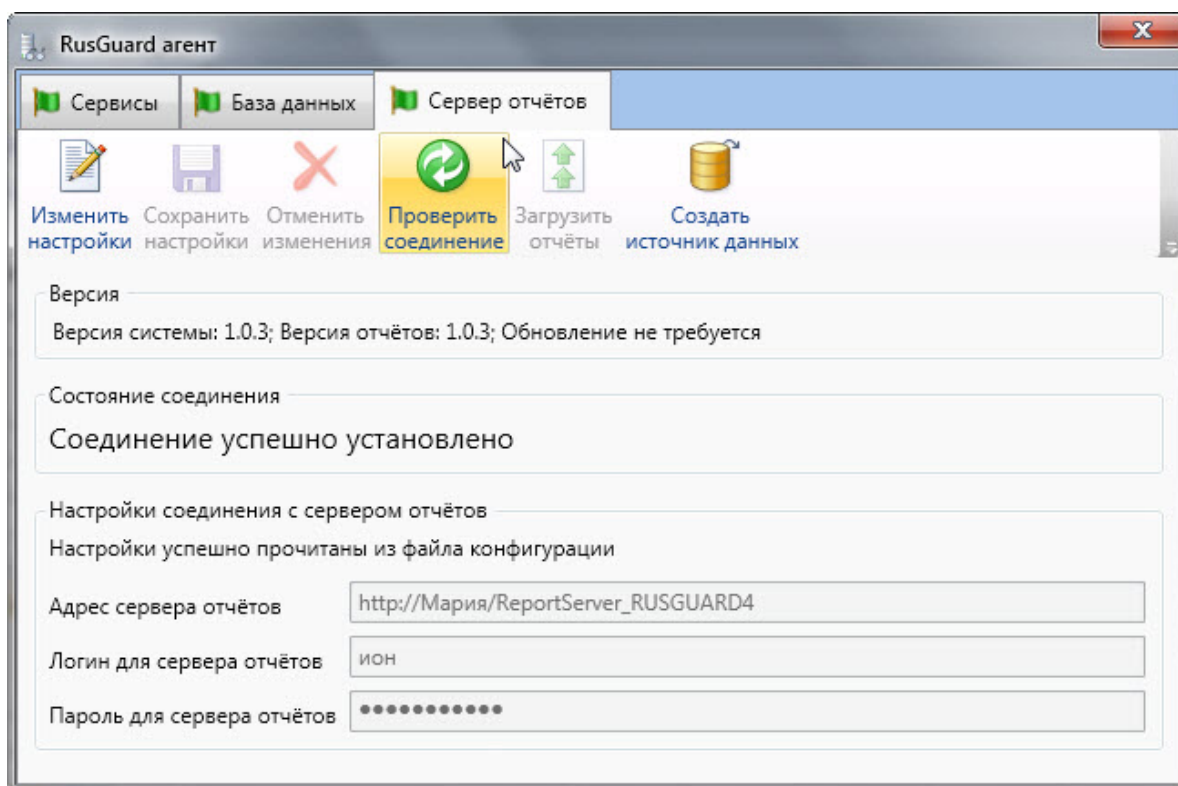 RusGuard агент
Сервисы База данных Сервер отчётов
Изменить Сохранить Отменить Проверить Загрузить Создать
настройки настройки изменения соединение отчёты источник данных
Версия
Версия системы: 1.0.3; Версия отчётов: 1.0.3; Обновление не требуется
Состояние соединения
Соединение успешно установлено
Настройки соединения с сервером отчётов
Настройки успешно прочитаны из файла конфигурации
Адрес сервера отчётов http://Мария/ReportServer_RUSGUARD4
Логин для сервера отчётов ион
Пароль для сервера отчётов ●●●●●●●●●●●